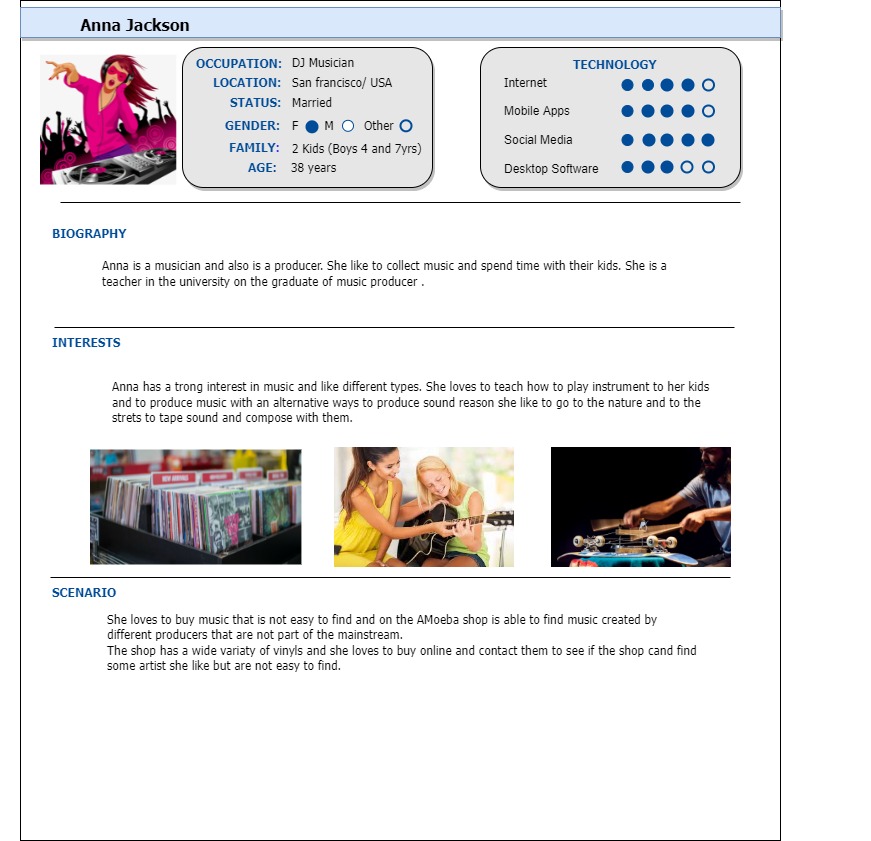 Anna Jackson
OCCUPATION: DJ Musician
LOCATION: San francisco/ USA
STATUS: Married
GENDER: F M Other
FAMILY: 2 Kids (Boys 4 and 7yrs)
AGE: 38 years
TECHNOLOGY
Internet
Mobile Apps
Social Media
Desktop Software
BIOGRAPHY
Anna is a musician and also is a producer. She like to collect music and spend time with their kids. She is a
teacher in the university on the graduate of music producer .
INTERESTS
Anna has a trong interest in music and like different types. She loves to teach how to play instrument to her kids
and to produce music with an alternative ways to produce sound reason she like to go to the nature and to the
strets to tape sound and compose with them.
NEW ARRIVALS
SCENARIO
She loves to buy music that is not easy to find and on the AMoeba shop is able to find music created by
different producers that are not part of the mainstream.
The shop has a wide variaty of vinyls and she loves to buy online and contact them to see if the shop cand find
some artist she like but are not easy to find.